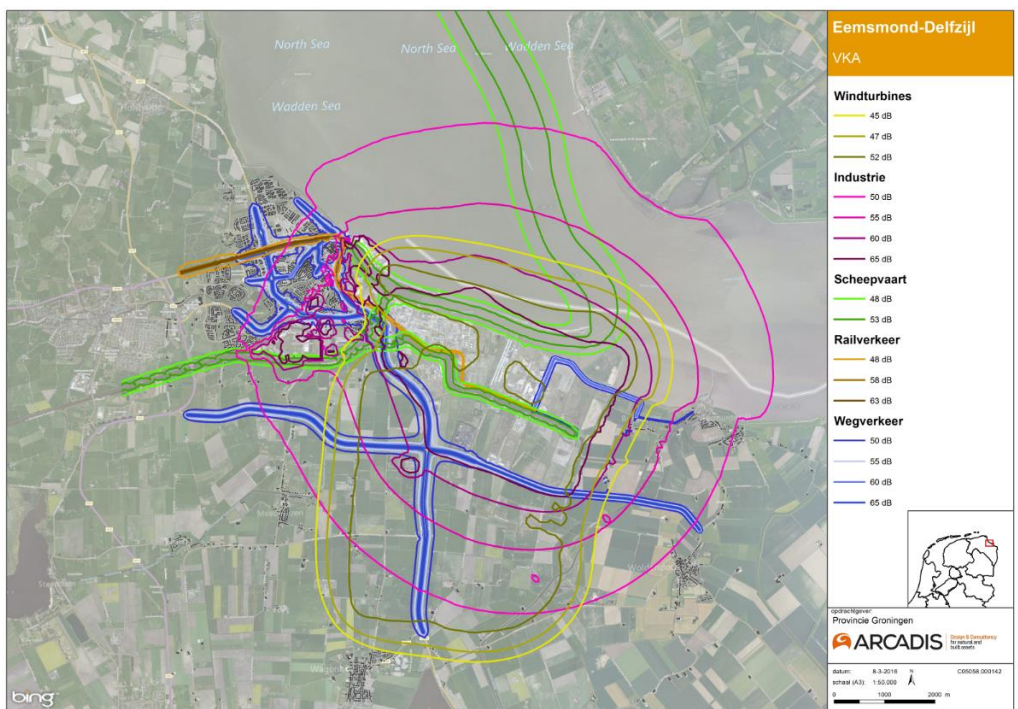 Eemsmond-Delfzijl
VKA
Windturbines
45 dB
47 dB
52 dB
Industrie
50 dB
55 dB
60 dB
65 dB
Scheepvaart
48 dB
53 dB
Railverkeer
48 dB
58 dB
63 dB
Wegverkeer
50 dB
55 dB
60 dB
65 dB
opdrachtgever:
Provincie Groningen
ARCADIS
Design & Consultancy
for natural and
built assets
datum: 8-3-2016 N C05058.000142
schaal (A3): 1:50.000
0 1000 2000 m
North Sea
North Sea
Wadden Sea
Wadden Sea
bing